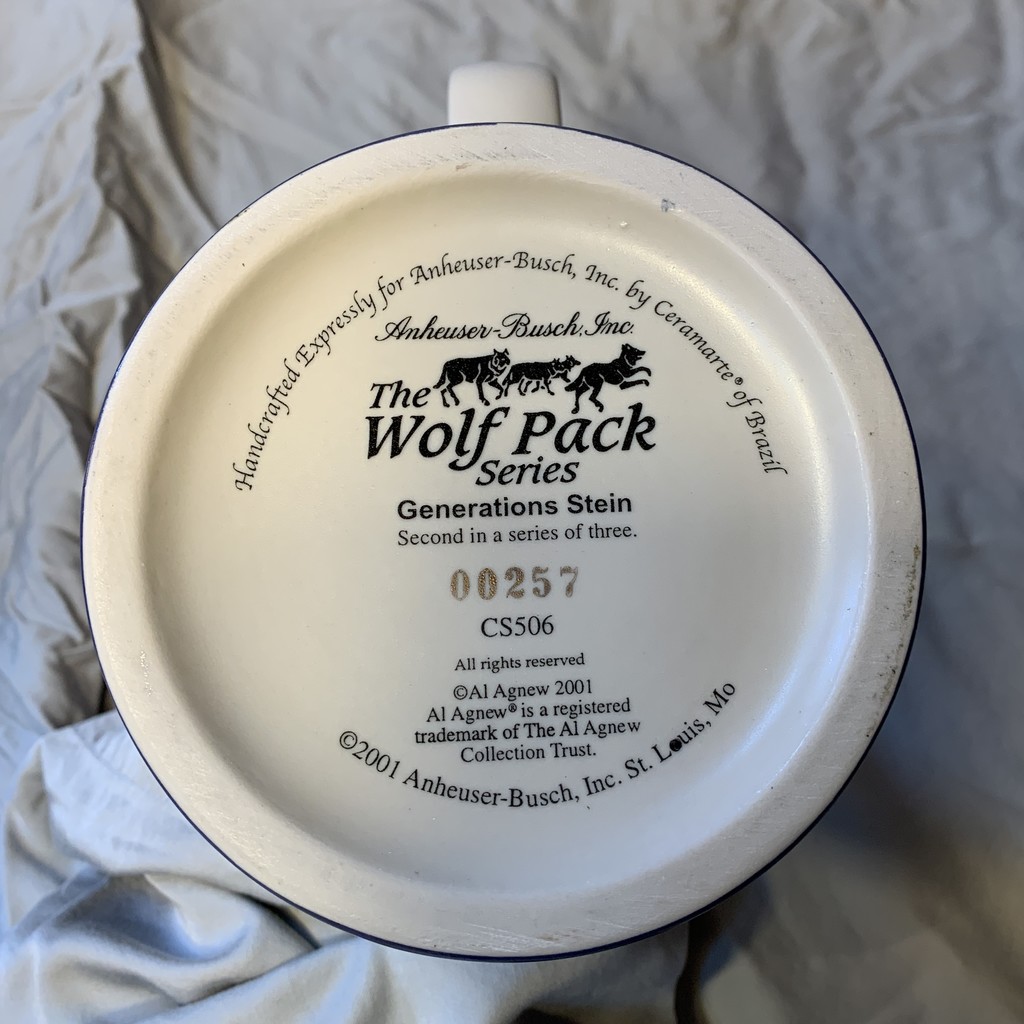 Handcrafted Expressly for Anheuser-Busch, Inc. by Ceramarte® of Brazil
Anheuser-Busch, Inc.
The
Wolf Pack
Series
Generations Stein
Second in a series of three.
00257
CS506
All rights reserved
©Al Agnew 2001
Al Agnew® is a registered
trademark of The Al Agnew
Collection Trust.
©2001 Anheuser-Busch, Inc. St. Louis, Mo